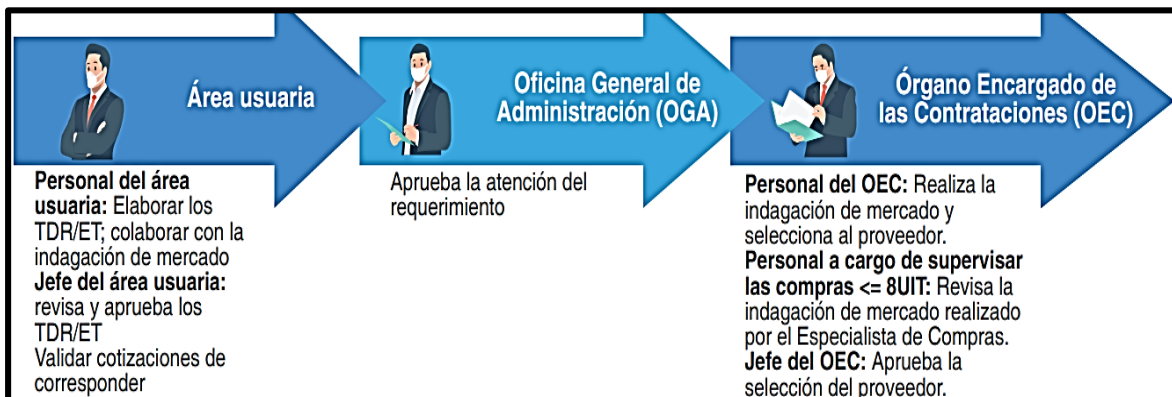 Área usuaria
Personal del área
usuaria: Elaborar los
TDR/ET; colaborar con la
indagación de mercado
Jefe del área usuaria:
revisa y aprueba los
TDR/ET
Validar cotizaciones de
corresponder
Oficina General de
Administración (OGA)
Aprueba la atención del
requerimiento
Órgano Encargado de
las Contrataciones (OEC)
Personal del OEC: Realiza la
indagación de mercado y
selecciona al proveedor.
Personal a cargo de supervisar
las compras <= 8UIT: Revisa la
indagación de mercado realizado
por el Especialista de Compras.
Jefe del OEC: Aprueba la
selección del proveedor.